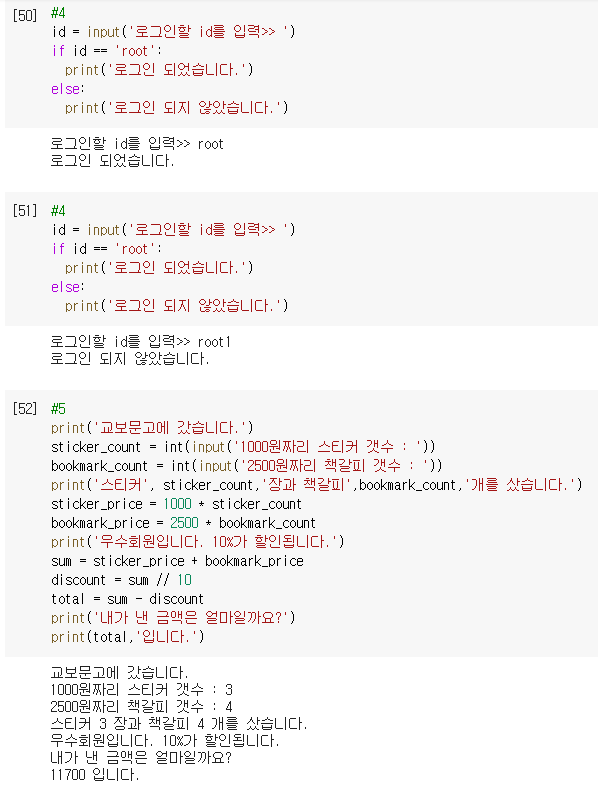 [50] #4
id = input('로그인할 id를 입력>> ')
if id == 'root':
  print('로그인 되었습니다.')
else:
  print('로그인 되지 않았습니다.')
로그인할 id를 입력>> root
로그인 되었습니다.
[51] #4
id = input('로그인할 id를 입력>> ')
if id == 'root':
  print('로그인 되었습니다.')
else:
  print('로그인 되지 않았습니다.')
로그인할 id를 입력>> root1
로그인 되지 않았습니다.
[52] #5
print('교보문고에 갔습니다.')
sticker_count = int(input('1000원짜리 스티커 갯수 : '))
bookmark_count = int(input('2500원짜리 책갈피 갯수 : '))
print('스티커', sticker_count,'장과 책갈피',bookmark_count,'개를 샀습니다.')
sticker_price = 1000 * sticker_count
bookmark_price = 2500 * bookmark_count
print('우수회원입니다. 10%가 할인됩니다.')
sum = sticker_price + bookmark_price
discount = sum // 10
total = sum - discount
print('내가 낸 금액은 얼마일까요?')
print(total,'입니다.')
교보문고에 갔습니다.
1000원짜리 스티커 갯수 : 3
2500원짜리 책갈피 갯수 : 4
스티커 3 장과 책갈피 4 개를 샀습니다.
우수회원입니다. 10%가 할인됩니다.
내가 낸 금액은 얼마일까요?
11700 입니다.